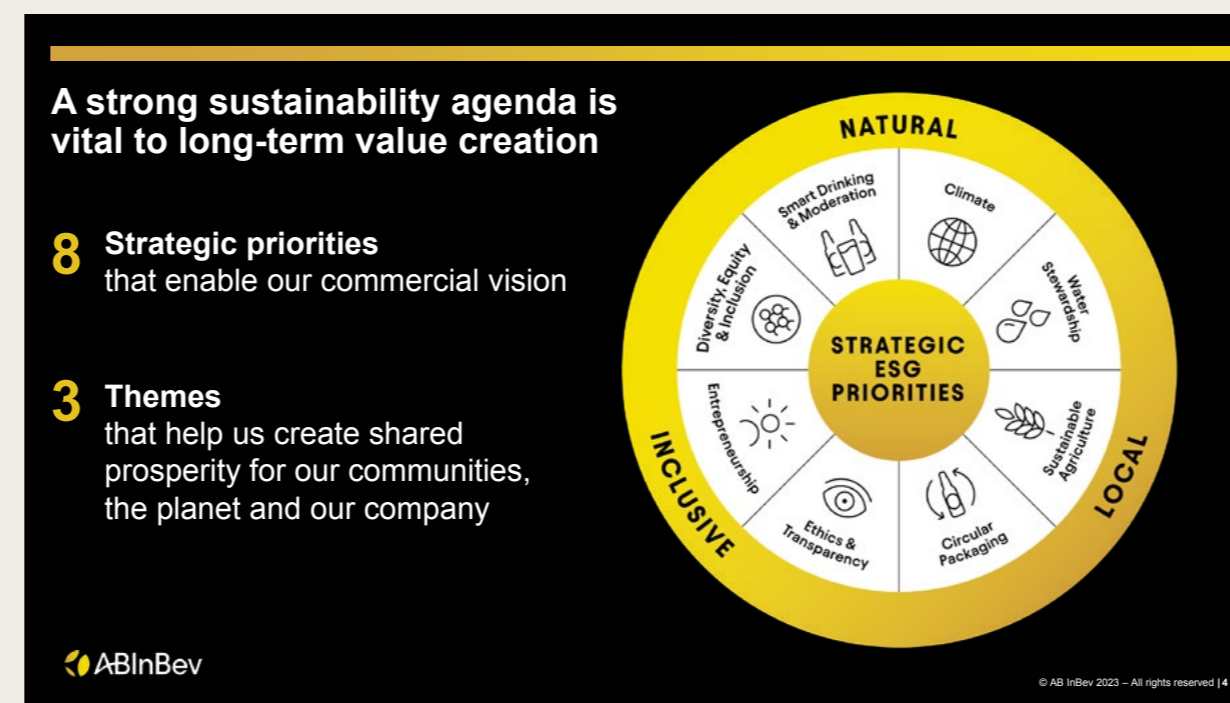 A strong sustainability agenda is
vital to long-term value creation
8 Strategic priorities
that enable our commercial vision
3 Themes
that help us create shared
prosperity for our communities,
the planet and our company
NATURAL
LOCAL
INCLUSIVE
STRATEGIC
ESG
PRIORITIES
Climate
Water
Stewardship
Sustainable
Agriculture
Circular
Packaging
Ethics &
Transparency
Entrepreneurship
Diversity, Equity
& Inclusion
Smart Drinking
& Moderation
ABInBev
© AB InBev 2023 – All rights reserved | 4